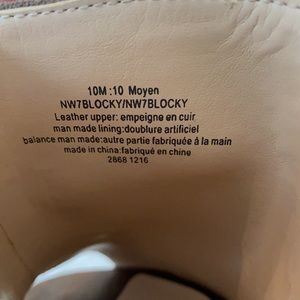 10M :10 Moyen
NW7BLOCKY/NW7BLOCKY
Leather upper: empeigne en cuir
man made lining:doublure artificiel
balance man made:autre partie fabriquée à la main
made in china:fabriqué en chine
2868 1216